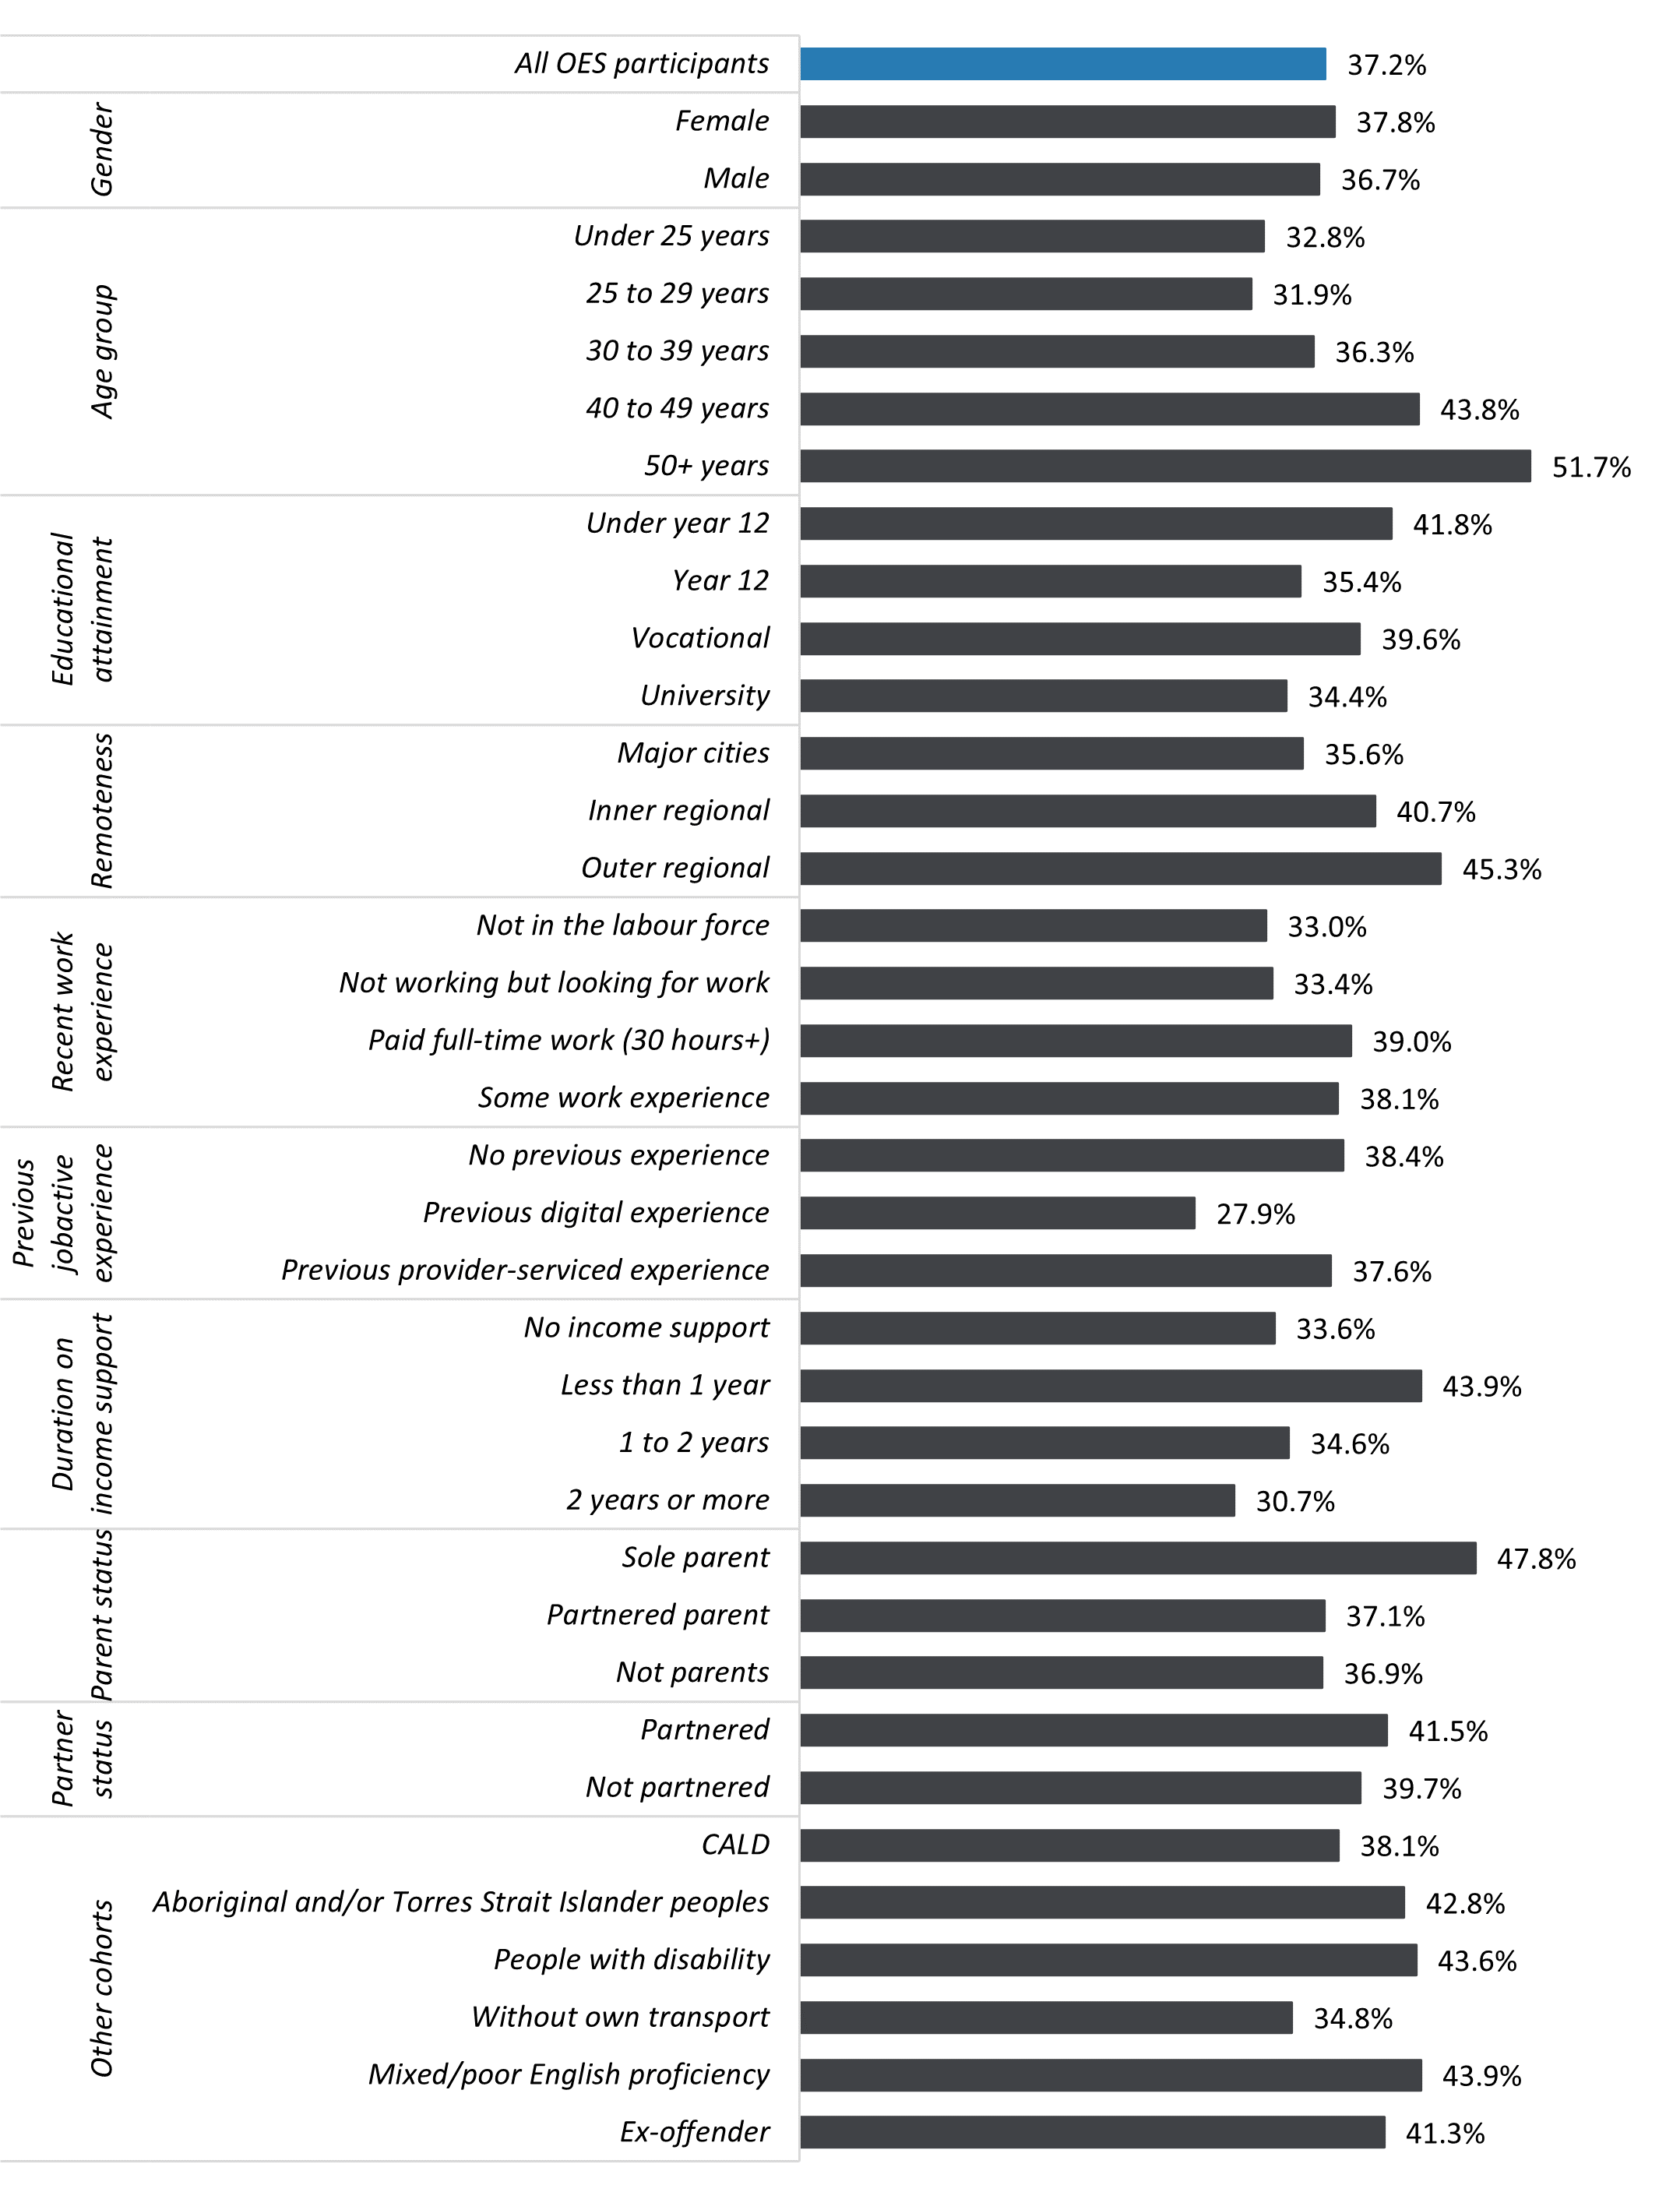 All OES participants 37.2%
Gender
Female 37.8%
Male 36.7%
Age group
Under 25 years 32.8%
25 to 29 years 31.9%
30 to 39 years 36.3%
40 to 49 years 43.8%
50+ years 51.7%
Educational
attainment
Under year 12 41.8%
Year 12 35.4%
Vocational 39.6%
University 34.4%
Remoteness
Major cities 35.6%
Inner regional 40.7%
Outer regional 45.3%
Recent work
experience
Not in the labour force 33.0%
Not working but looking for work 33.4%
Paid full-time work (30 hours+) 39.0%
Some work experience 38.1%
Previous
jobactive
experience
No previous experience 38.4%
Previous digital experience 27.9%
Previous provider-serviced experience 37.6%
Duration on
income support
No income support 33.6%
Less than 1 year 43.9%
1 to 2 years 34.6%
2 years or more 30.7%
Parent status
Sole parent 47.8%
Partnered parent 37.1%
Not parents 36.9%
Partner
status
Partnered 41.5%
Not partnered 39.7%
Other cohorts
CALD 38.1%
Aboriginal and/or Torres Strait Islander peoples 42.8%
People with disability 43.6%
Without own transport 34.8%
Mixed/poor English proficiency 43.9%
Ex-offender 41.3%